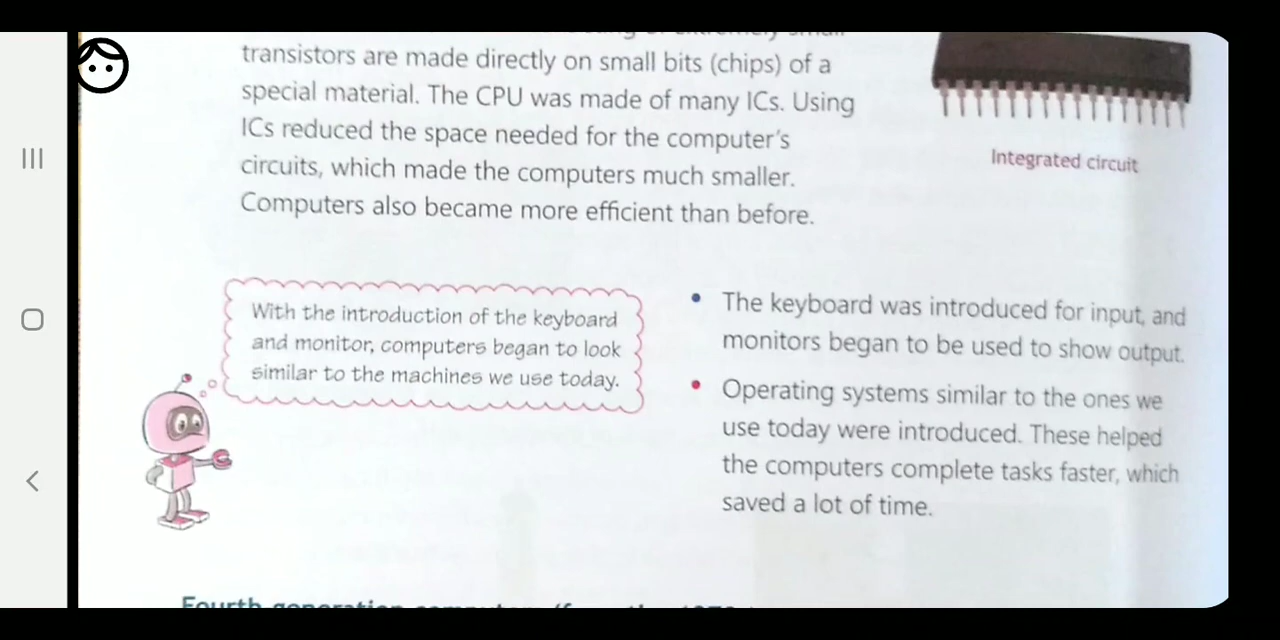 transistors are made directly on small bits (chips) of a
special material. The CPU was made of many ICs. Using
ICs reduced the space needed for the computer's
circuits, which made the computers much smaller.
Computers also became more efficient than before.
Integrated circuit
With the introduction of the keyboard
and monitor, computers began to look
similar to the machines we use today.
• The keyboard was introduced for input, and
monitors began to be used to show output.
• Operating systems similar to the ones we
use today were introduced. These helped
the computers complete tasks faster, which
saved a lot of time.
Fourth generation